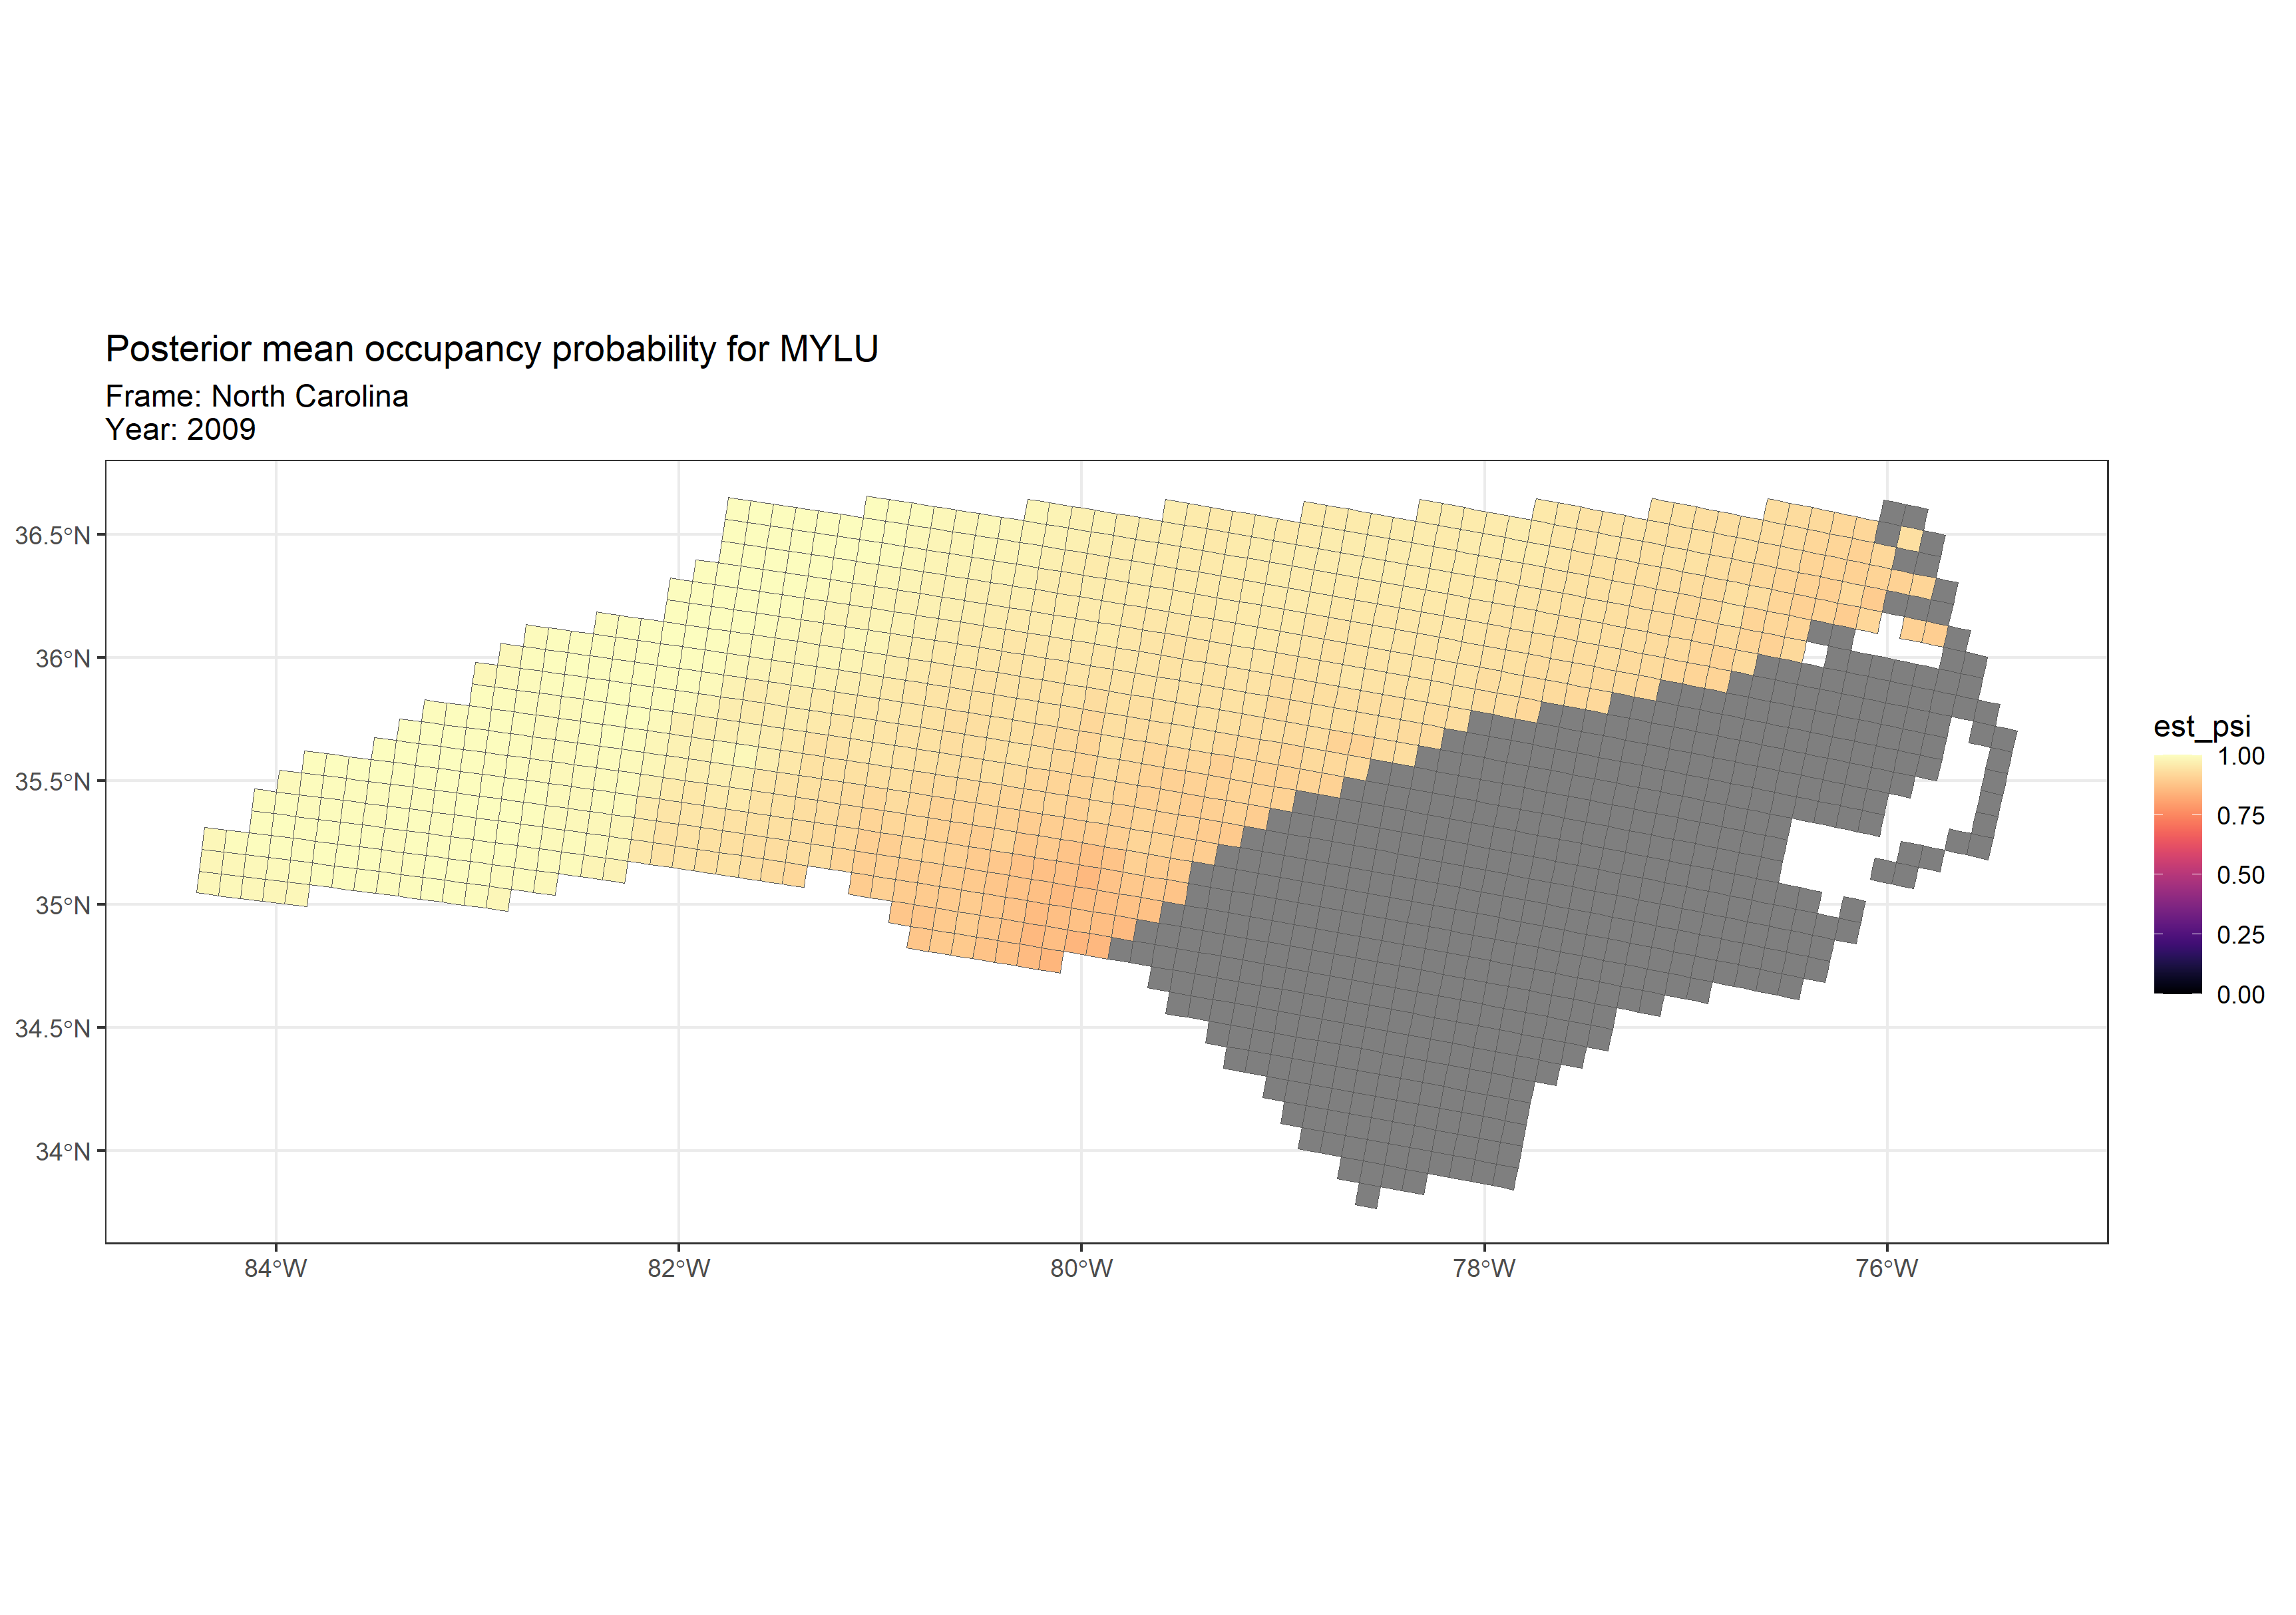 Posterior mean occupancy probability for MYLU
Frame: North Carolina
Year: 2009
36.5°N
36°N
35.5°N
35°N
34.5°N
34°N
84°W
82°W
80°W
78°W
76°W
est_psi
1.00
0.75
0.50
0.25
0.00